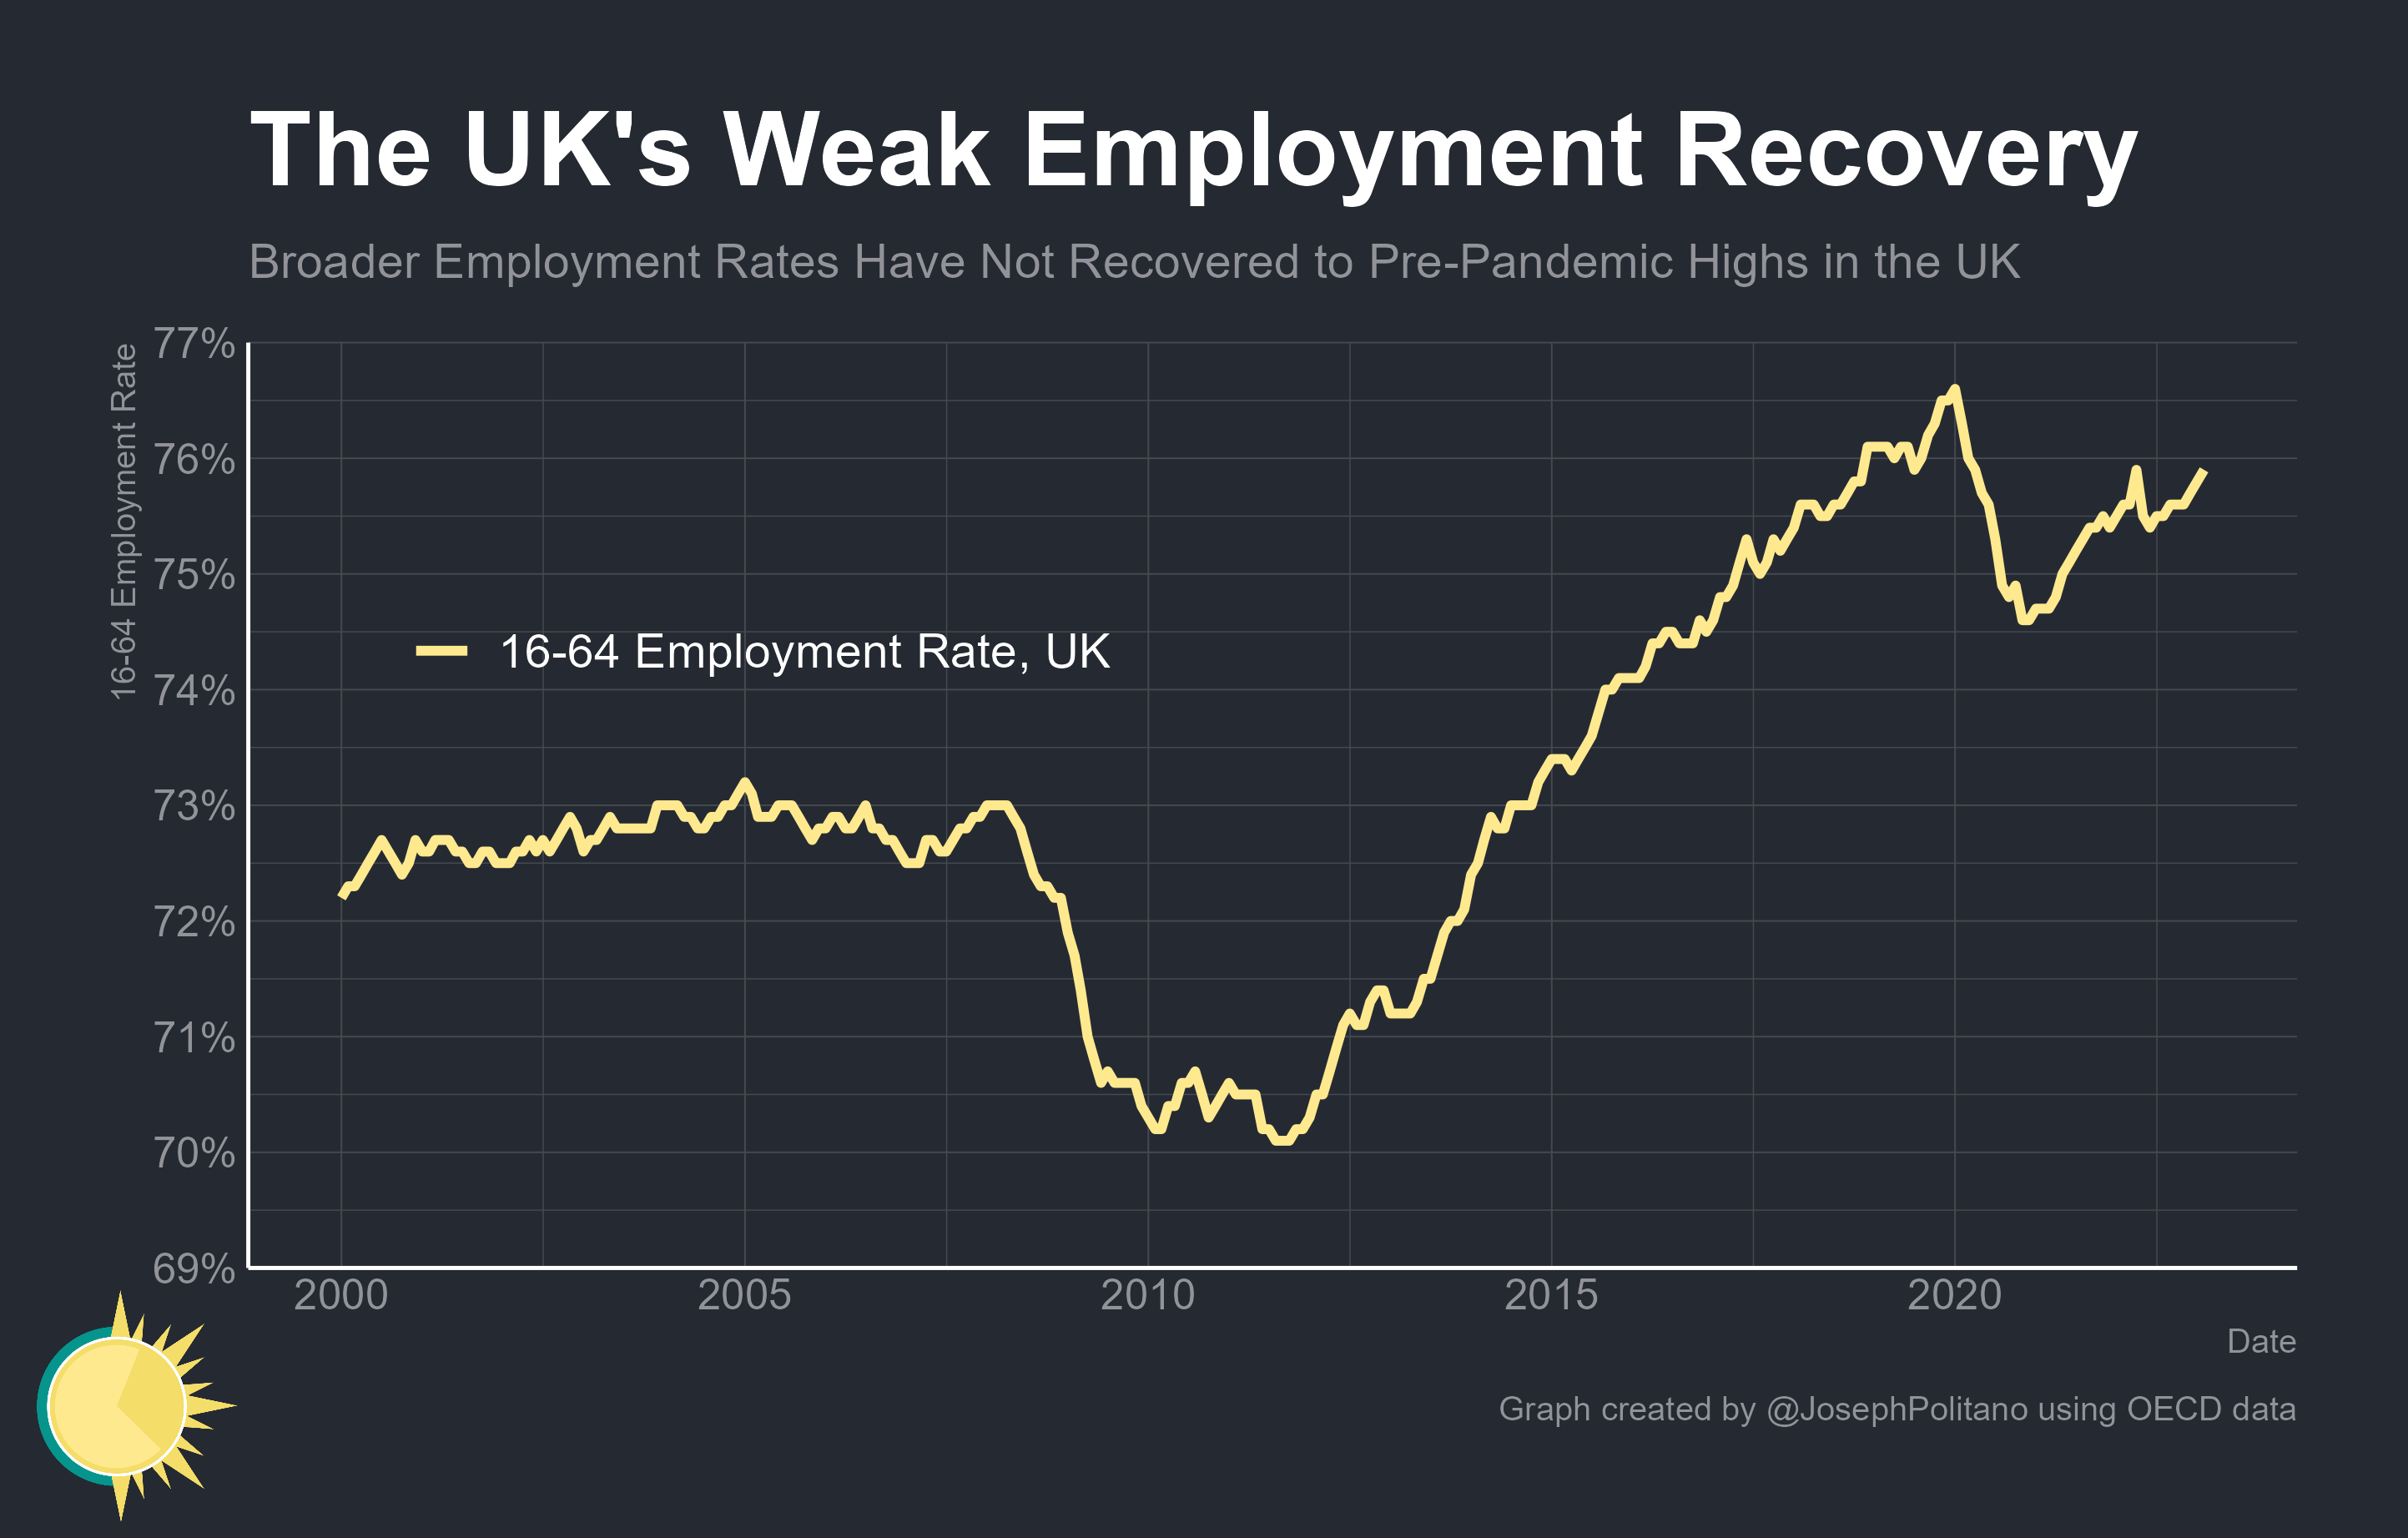 The UK's Weak Employment Recovery
Broader Employment Rates Have Not Recovered to Pre-Pandemic Highs in the UK
16-64 Employment Rate
77%
76%
75%
74%
73%
72%
71%
70%
69%
16-64 Employment Rate, UK
2000 2005 2010 2015 2020
Date
Graph created by @JosephPolitano using OECD data